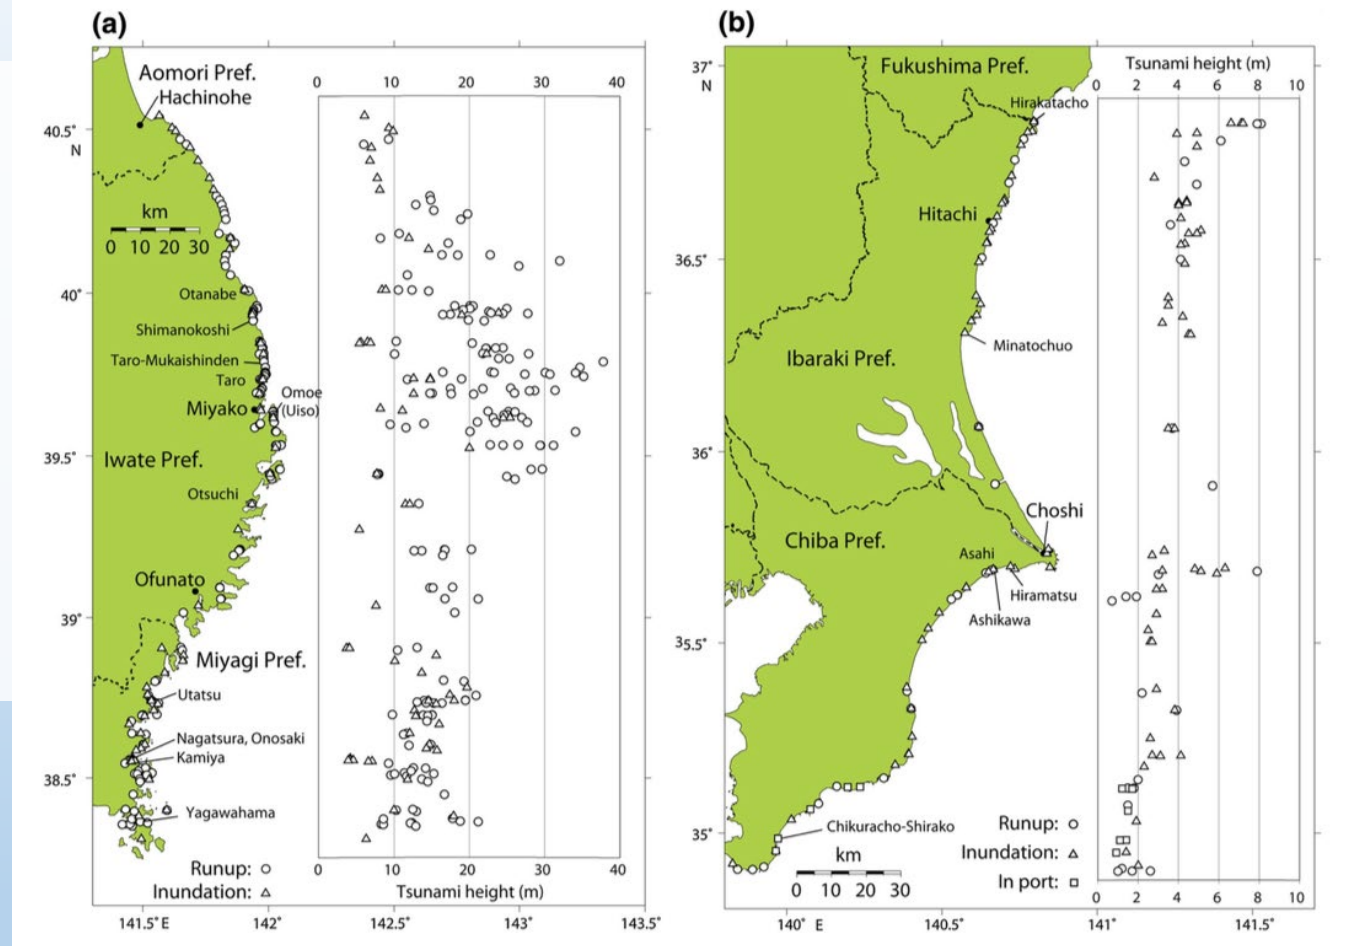 (a)
Aomori Pref.
Hachinohe
0 10 20 30 40
40.5°
N
km
0 10 20 30
40°
Otanabe
Shimanokoshi
Taro-Mukaishinden
Taro
Omoe
(Uiso)
Miyako
39.5°
Iwate Pref.
Otsuchi
Ofunato
39°
Miyagi Pref.
Utatsu
Nagatsura, Onosaki
Kamiya
38.5°
Yagawahama
Runup:
Inundation:
0 10 20 30 40
Tsunami height (m)
141.5° E 142° 142.5° 143° 143.5°
(b)
37°
N
Fukushima Pref.
Tsunami height (m)
0 2 4 6 8 10
Hirakatacho
Hitachi
36.5°
Minatochuo
Ibaraki Pref.
36°
Choshi
Chiba Pref.
Asahi
Hiramatsu
Ashikawa
35.5°
35°
Chikuracho-Shirako
Runup:
Inundation:
In port:
km
0 10 20 30
0 2 4 6 8 10
140° E 140.5° 141° 141.5°